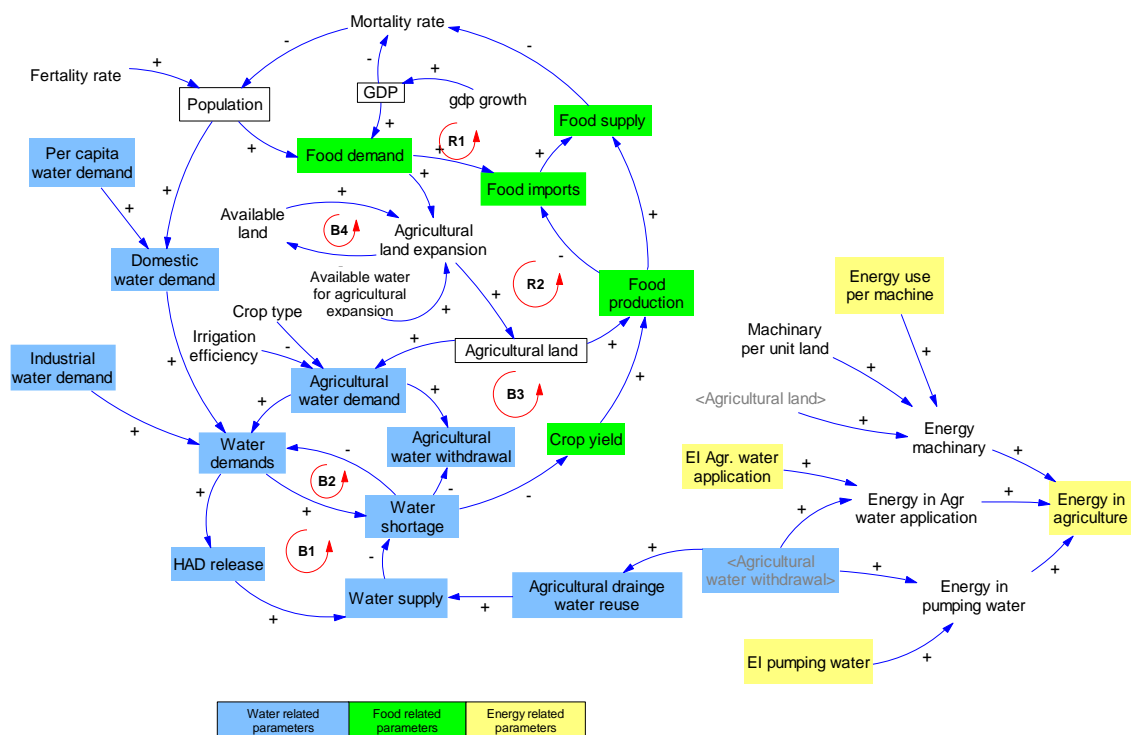 Mortality rate
-
-
-
Fertality rate
+
+
GDP
gdp growth
Population
+
Food supply
Per capita
water demand
+
R1
+
Food demand
+
+
Food imports
+
+
+
+
Available
land
B4
Agricultural
land expansion
+
Domestic
water demand
-
Available water
for agricultural
expansion
R2
-
Food
production
Energy use
per machine
+
+
Crop type
+
Irrigation
efficiency
-
+
Agricultural land
+
Machinary
per unit land
+
+
Industrial
water demand
+
Agricultural
water demand
B3
+
<Agricultural land>
+
+
+
Energy
machinary
Water
demands
-
Agricultural
water withdrawal
Crop yield
EI Agr. water
application
+
+
B2
-
+
+
Water
shortage
-
Energy in Agr
water application
+
Energy in
agriculture
+
B1
-
+
HAD release
+
<Agricultural
water withdrawal>
+
+
Water supply
+
Agricultural drainge
water reuse
Energy in
pumping water
+
EI pumping water
+
Water related
parameters
Food related
parameters
Energy related
parameters